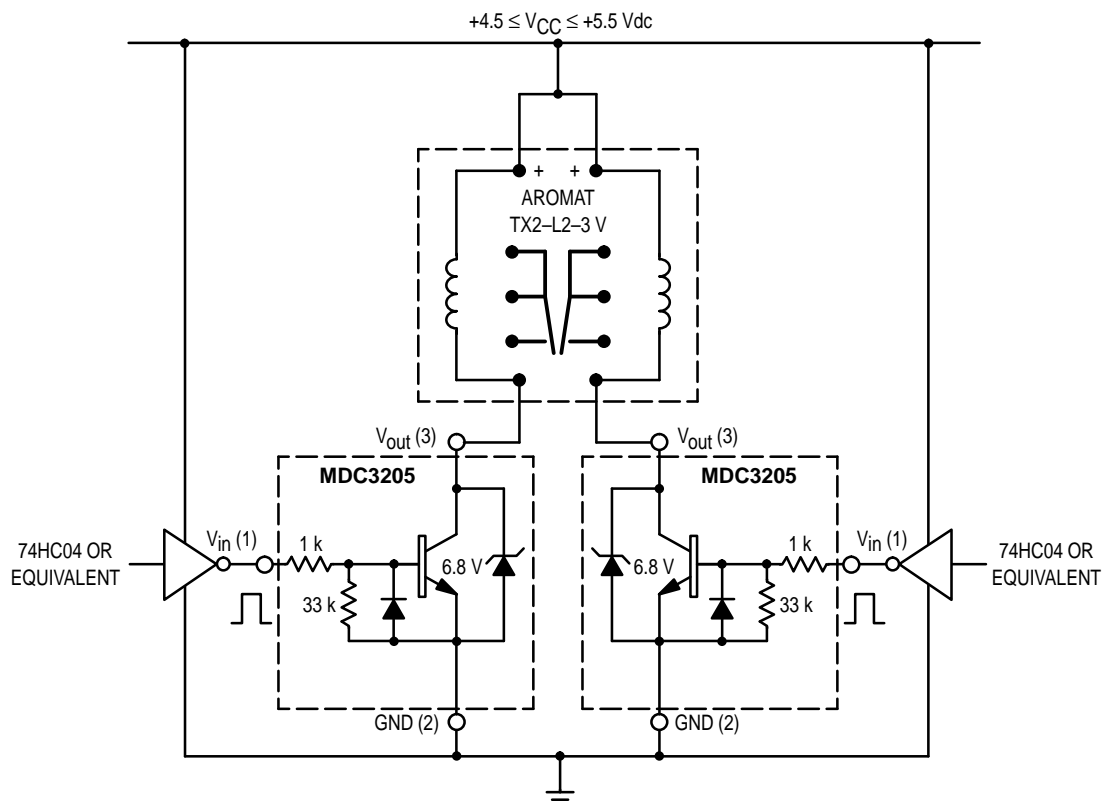 +4.5 ≤ VCC ≤ +5.5 Vdc
+ +
AROMAT
TX2–L2–3 V
Vout (3)
Vout (3)
MDC3205
MDC3205
74HC04 OR
EQUIVALENT
Vin (1)
1 k
6.8 V
33 k
6.8 V
1 k
33 k
Vin (1)
74HC04 OR
EQUIVALENT
GND (2)
GND (2)